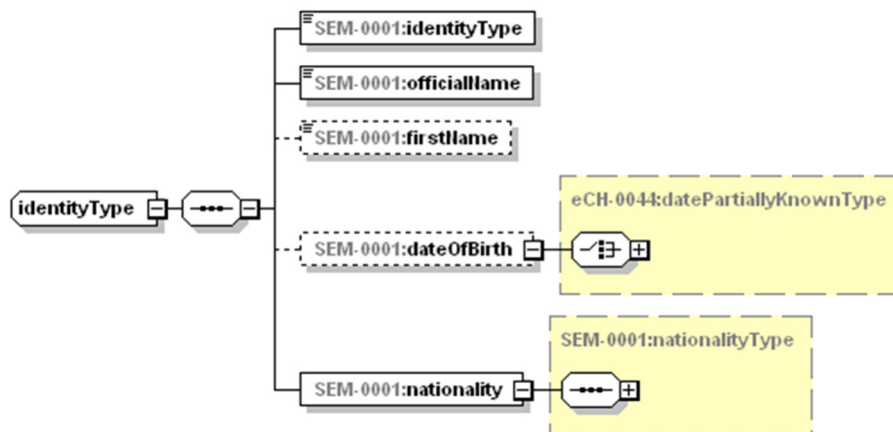 SEM-0001:identityType
SEM-0001:officialName
SEM-0001:firstName
identityType
eCH-0044:datePartiallyKnownType
SEM-0001:dateOfBirth
SEM-0001:nationalityType
SEM-0001:nationality